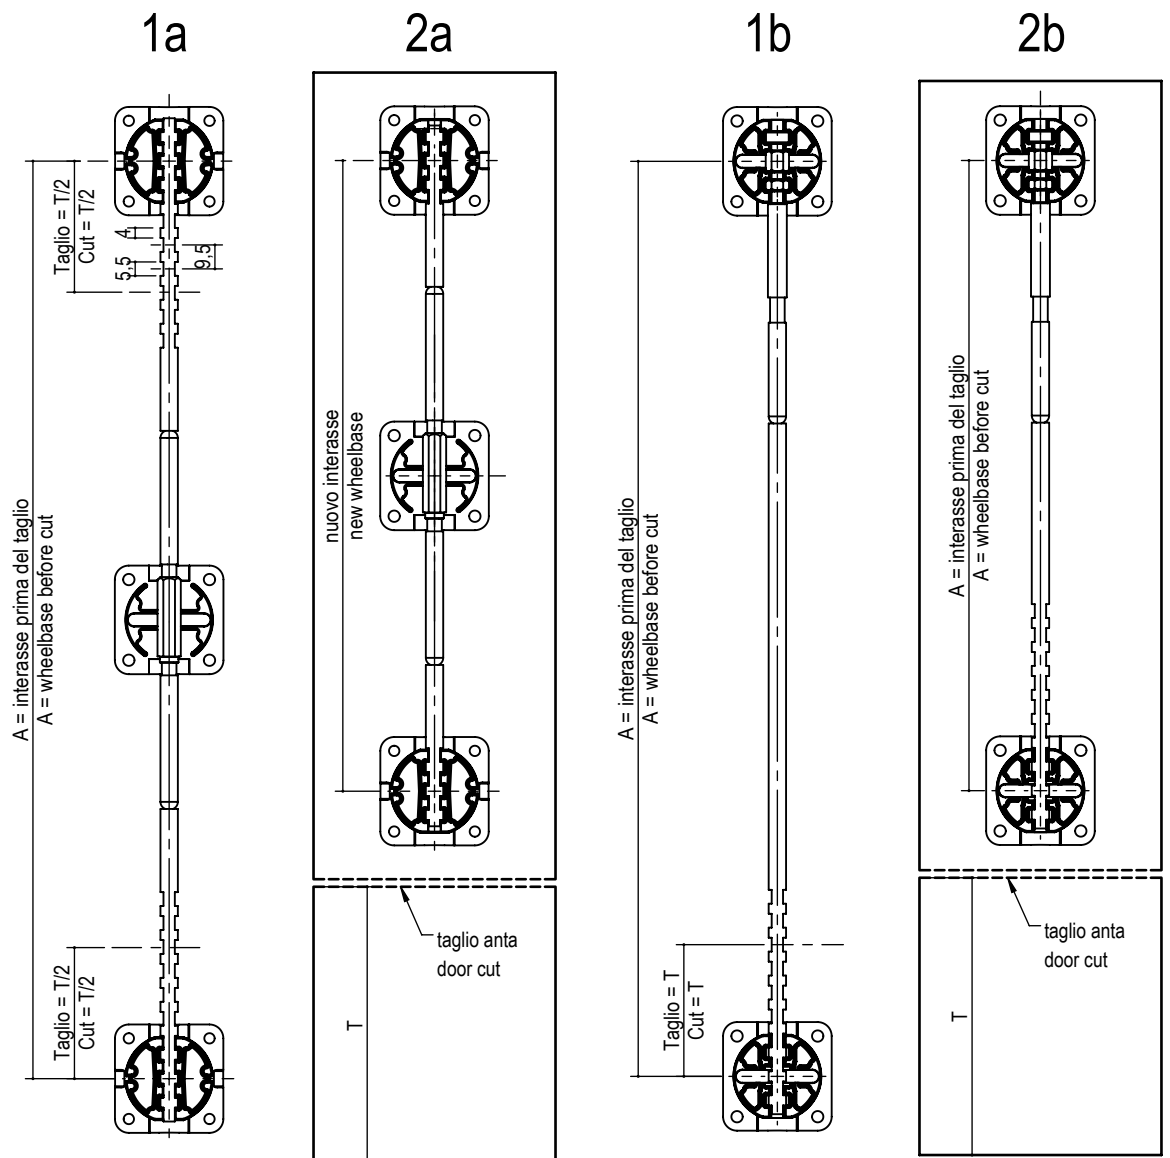 1a
2a
1b
2b
Taglio = T/2
Cut = T/2
4
5,5
9,5
A = interasse prima del taglio
A = wheelbase before cut
Taglio = T/2
Cut = T/2
nuovo interasse
new wheelbase
taglio anta
door cut
T
A = interasse prima del taglio
A = wheelbase before cut
Taglio = T
Cut = T
A = interasse prima del taglio
A = wheelbase before cut
taglio anta
door cut
T